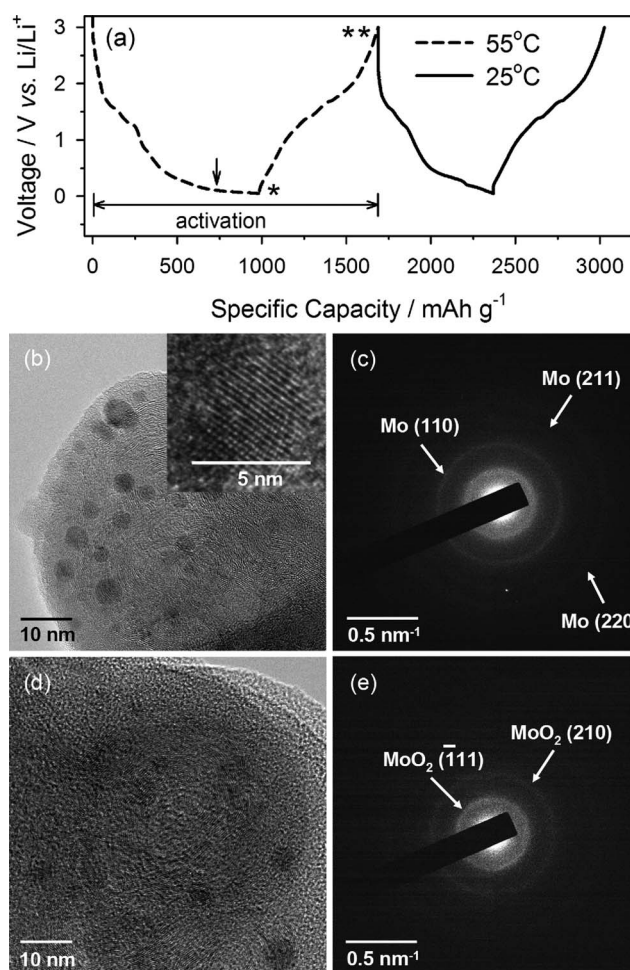 (a)
**
55°C
25°C
3
2
1
0
Voltage / V vs. Li/Li⁺
*
activation
0 500 1000 1500 2000 2500 3000
Specific Capacity / mAh g⁻¹
(b)
5 nm
10 nm
(c)
Mo (211)
Mo (110)
Mo (220
0.5 nm⁻¹
(d)
10 nm
(e)
MoO₂ (210)
MoO₂ (1̅11)
0.5 nm⁻¹